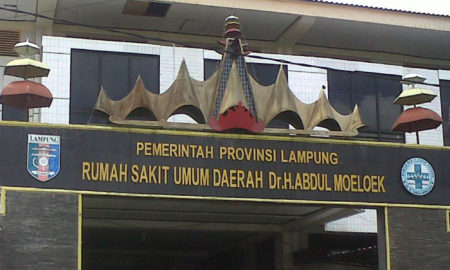 LAMPUNG
PEMERINTAH PROVINSI LAMPUNG
RUMAH SAKIT UMUM DAERAH Dr.H.ABDUL MOELOEK